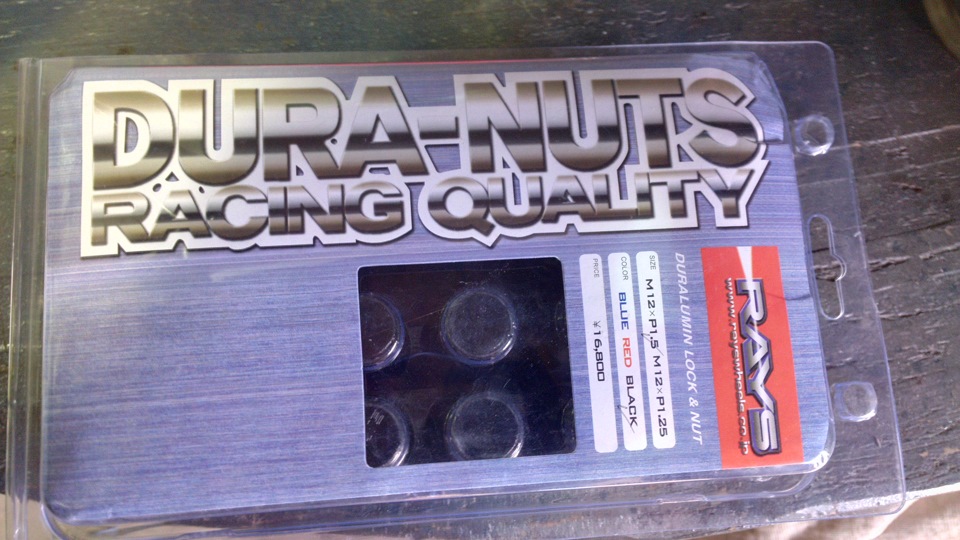 DURA-NUTS
RACING QUALITY
RAYS
www.rayswheels.co.jp
DURALUMIN LOCK & NUT
SIZE M12×P1.5 M12×P1.25
COLOR BLUE RED BLACK
PRICE ¥16,800